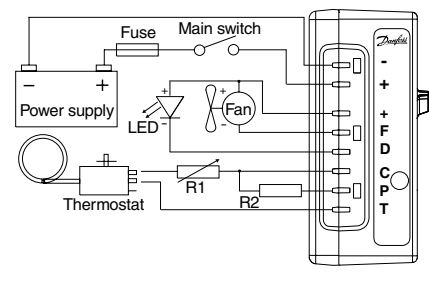 Fuse
Main switch
Danfoss
-
+
− +
Power supply
+
-
LED
+
-
Fan
+
F
D
C
P
T
R1
R2
Thermostat